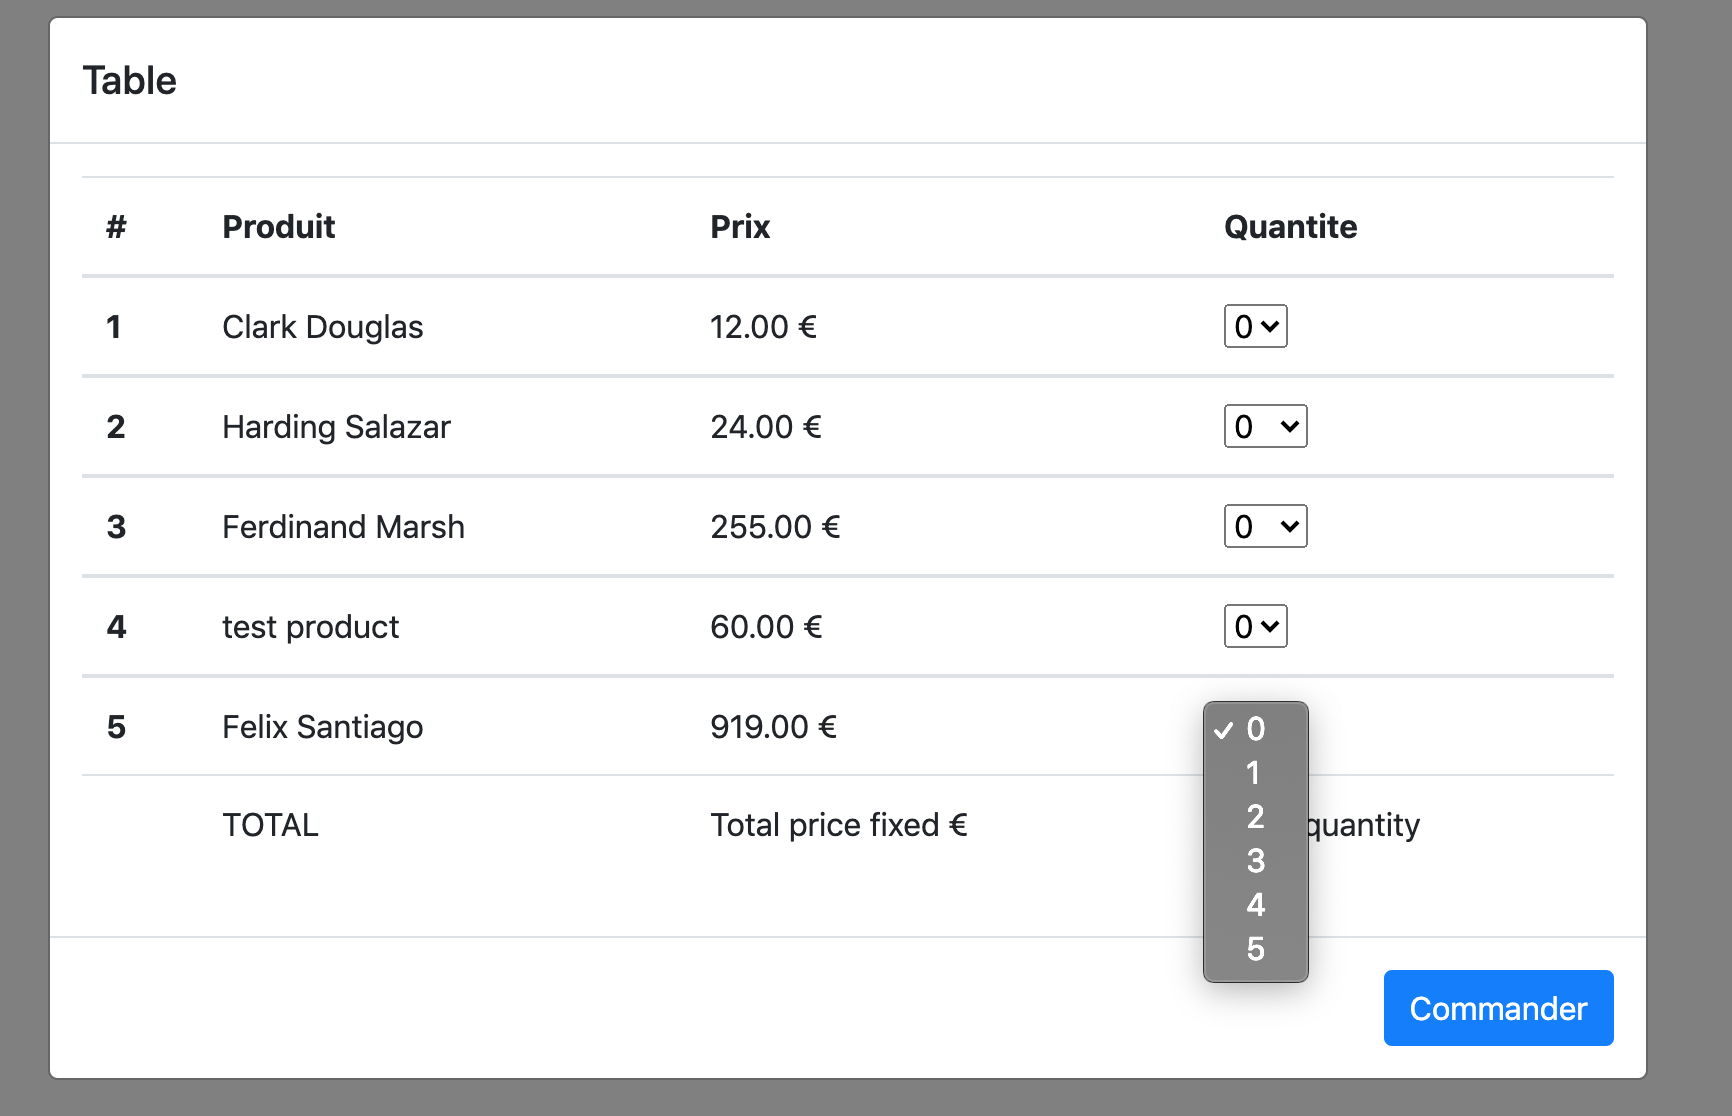 Table
# Produit Prix Quantite
1 Clark Douglas 12.00 € 0
2 Harding Salazar 24.00 € 0
3 Ferdinand Marsh 255.00 € 0
4 test product 60.00 € 0
5 Felix Santiago 919.00 € ✓ 0
1
2
3
4
5
TOTAL Total price fixed € quantity
Commander